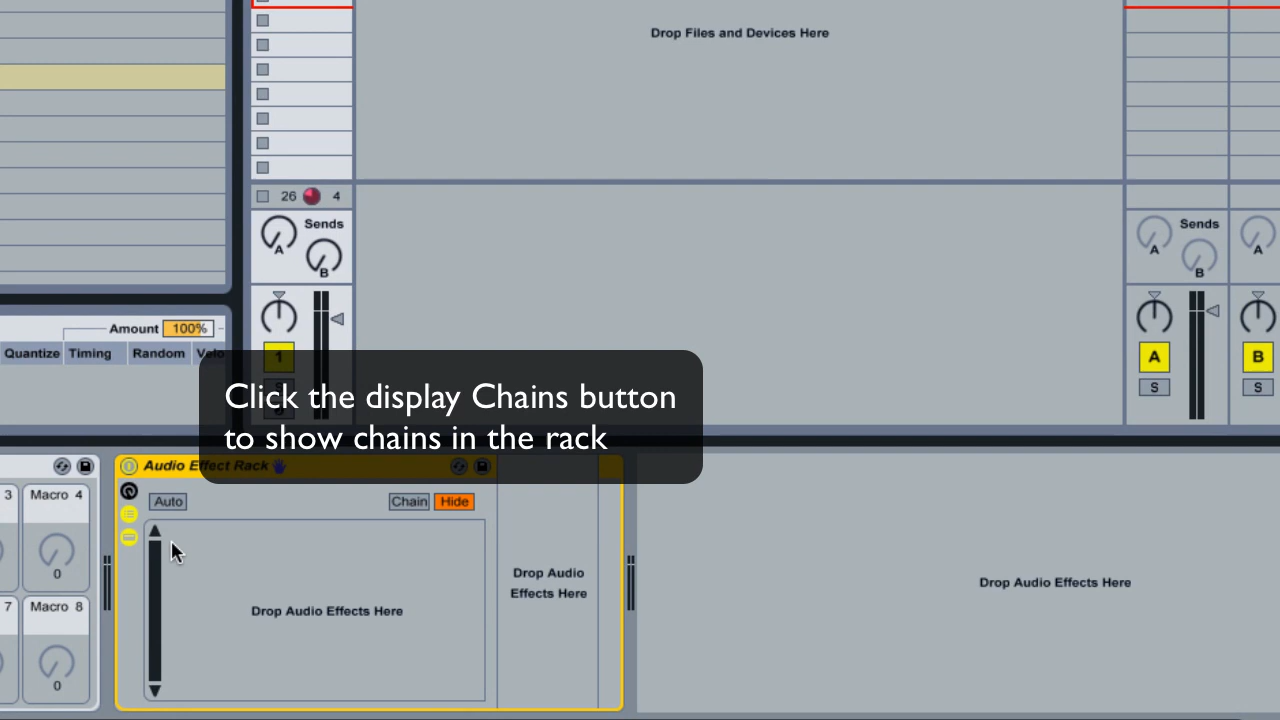 Drop Files and Devices Here
26 4
Sends
A
B
Sends
A
B
A
Amount 100%
Quantize Timing Random
1
A
S
B
S
Click the display Chains button
to show chains in the rack
3 Macro 4
0
7 Macro 8
0
Audio Effect Rack
Auto Chain Hide
Drop Audio Effects Here
Drop Audio
Effects Here
Drop Audio Effects Here